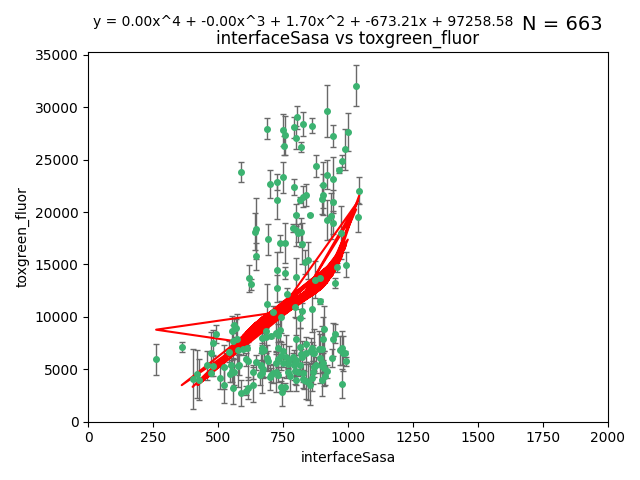 y = 0.00x^4 + -0.00x^3 + 1.70x^2 + -673.21x + 97258.58 N = 663
interfaceSasa vs toxgreen_fluor
35000
30000
25000
20000
15000
10000
5000
0
toxgreen_fluor
0 250 500 750 1000 1250 1500 1750 2000
interfaceSasa